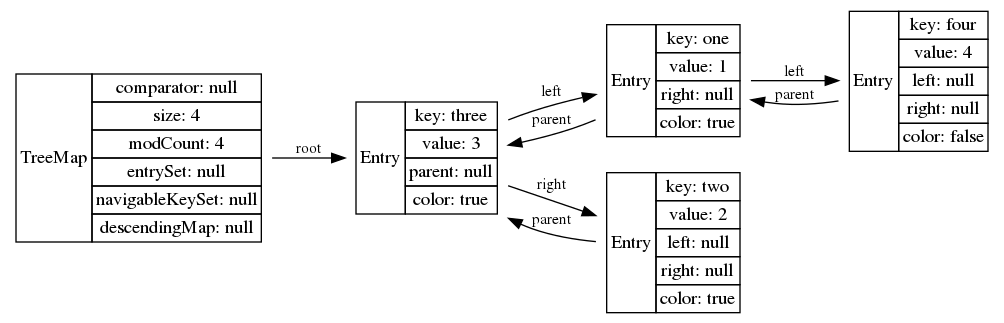 TreeMap
comparator: null
size: 4
modCount: 4
entrySet: null
navigableKeySet: null
descendingMap: null
root
Entry
key: three
value: 3
parent: null
color: true
left
parent
right
parent
Entry
key: one
value: 1
right: null
color: true
left
parent
Entry
key: four
value: 4
left: null
right: null
color: false
Entry
key: two
value: 2
left: null
right: null
color: true